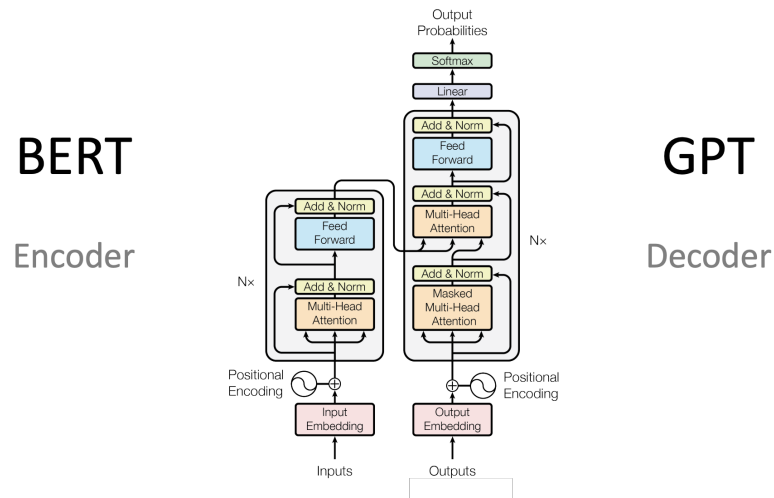 BERT
Encoder
Output
Probabilities
Softmax
Linear
Add & Norm
Feed
Forward
Add & Norm
Multi-Head
Attention
Add & Norm
Masked
Multi-Head
Attention
N×
Add & Norm
Feed
Forward
Add & Norm
Multi-Head
Attention
N×
Positional
Encoding
Positional
Encoding
Input
Embedding
Output
Embedding
Inputs
Outputs
GPT
Decoder